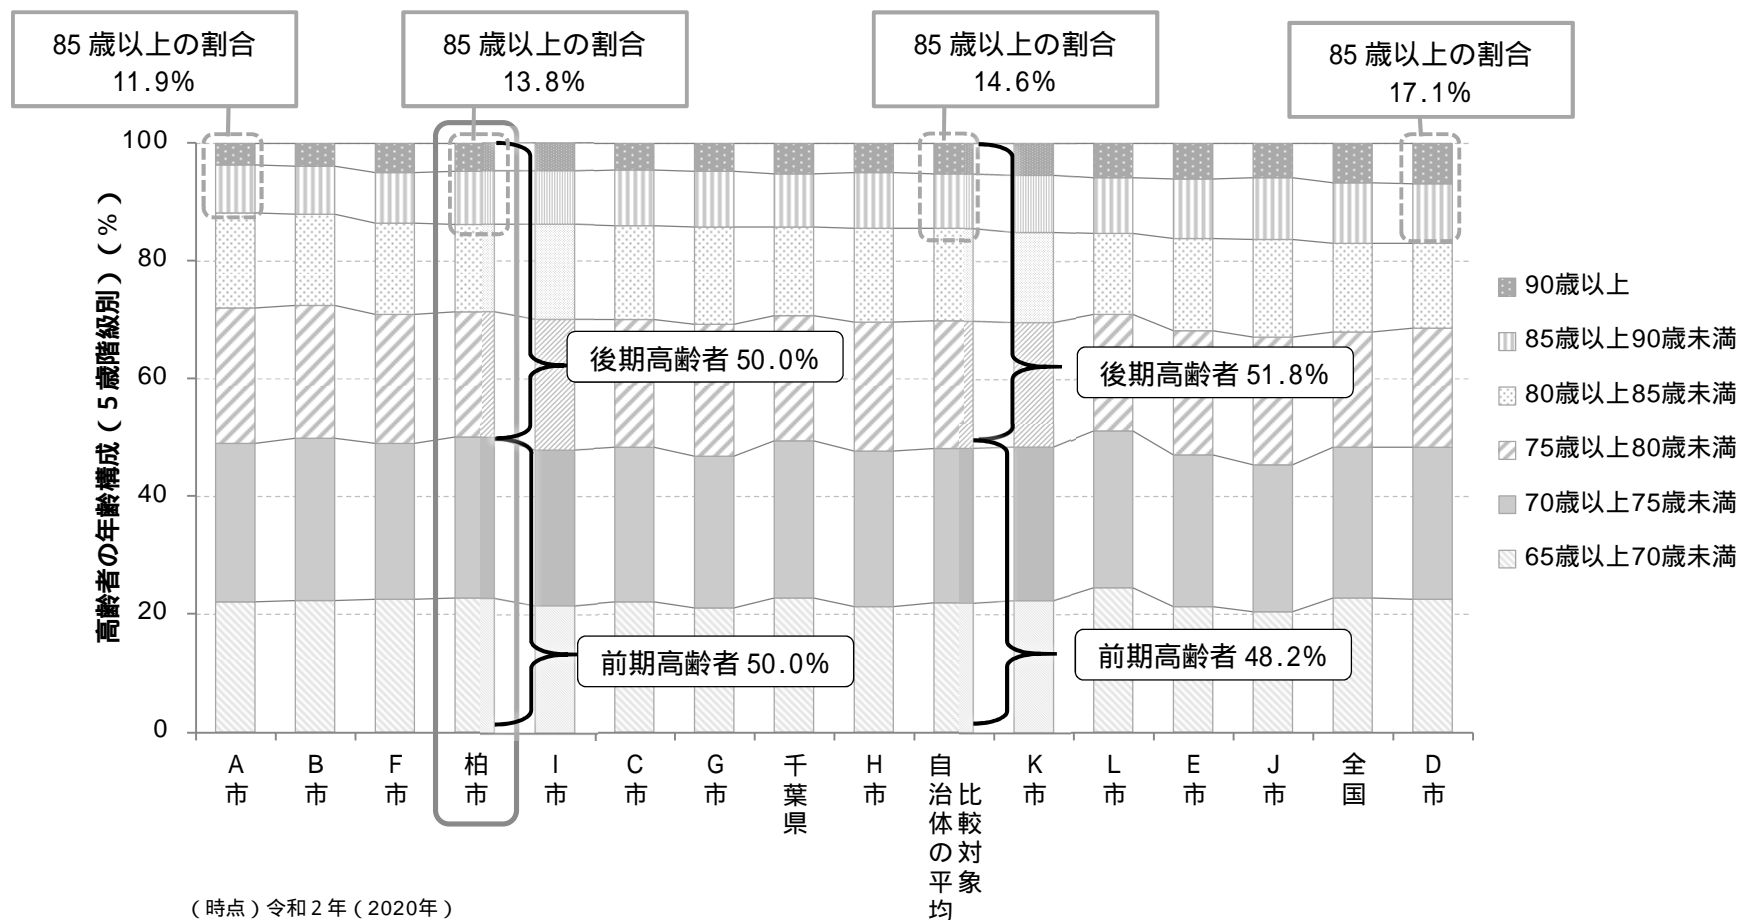 85歳以上の割合
11.9%
85歳以上の割合
13.8%
85歳以上の割合
14.6%
85歳以上の割合
17.1%
高齢者の年齢構成(5歳階級別)(%)
100
80
60
40
20
0
後期高齢者 50.0%
後期高齢者 51.8%
前期高齢者 50.0%
前期高齢者 48.2%
90歳以上
85歳以上90歳未満
80歳以上85歳未満
75歳以上80歳未満
70歳以上75歳未満
65歳以上70歳未満
A市
B市
F市
柏市
I市
C市
G市
千葉県
H市
比較対象
自治体の平均
K市
L市
E市
J市
全国
D市
(時点)令和2年(2020年)